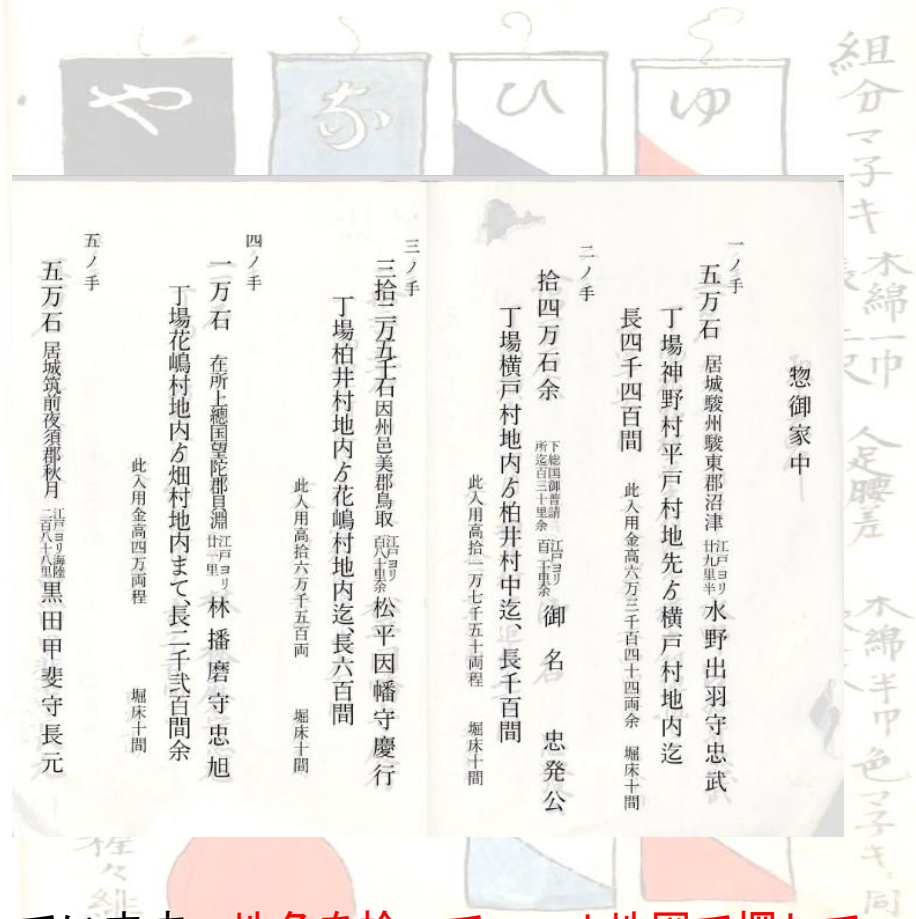 組分マ子キ 木綿一巾 人足腰差 木綿半巾 色マ子キ同
ゆ
ひ
な
や
惣御家中
一ノ手
五万石 居城駿州駿東郡沼津 江戸ヨリ廿九里半 水野出羽守忠武
丁場神野村平戸村地先ゟ横戸村地内迄
長四千四百間 此入用金高六万三千百四十四両余 堀床十間
二ノ手
拾四万石余 下総国御普請所迄百三十里余 江戸ヨリ百二十里余 御名 忠発公
丁場横戸村地内ゟ柏井村中迄、長千百間
此入用高拾二万七千五十両程 堀床十間
三ノ手
三拾二万五千石因州邑美郡鳥取 江戸ヨリ百八十里余 松平因幡守慶行
丁場柏井村地内ゟ花嶋村地内迄、長六百間
此入用高拾六万千五百両 堀床十間
四ノ手
一万石 在所上總国望陀郡貝淵 江戸ヨリ廿一里 林播磨守忠旭
丁場花嶋村地内ゟ畑村地内まて、長二千弐百間余
此入用金高四万両程 堀床十間
五ノ手
五万石 居城筑前夜須郡秋月 江戸ヨリ海陸二百八十八里 黒田甲斐守長元